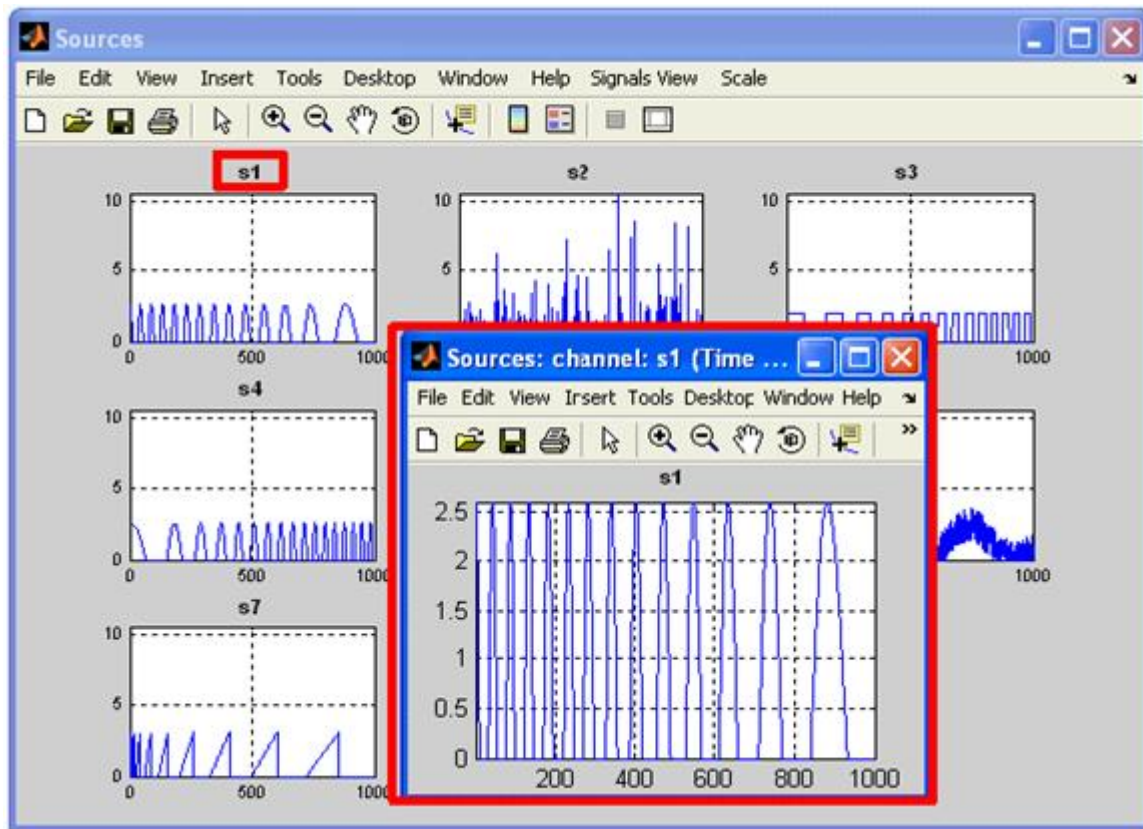 Sources
File Edit View Insert Tools Desktop Window Help Signals View Scale
s1 s2 s3
10 10 10
5 5 5
0 0
0 500 1000 1000
s4
10
5
0
0 500 1000 1000
s7
10
5
0
0 500 1000
Sources: channel: s1 (Time ...
File Edit View Insert Tools Desktop Window Help
»
s1
2.5
2
1.5
1
0.5
0
200 400 600 800 1000